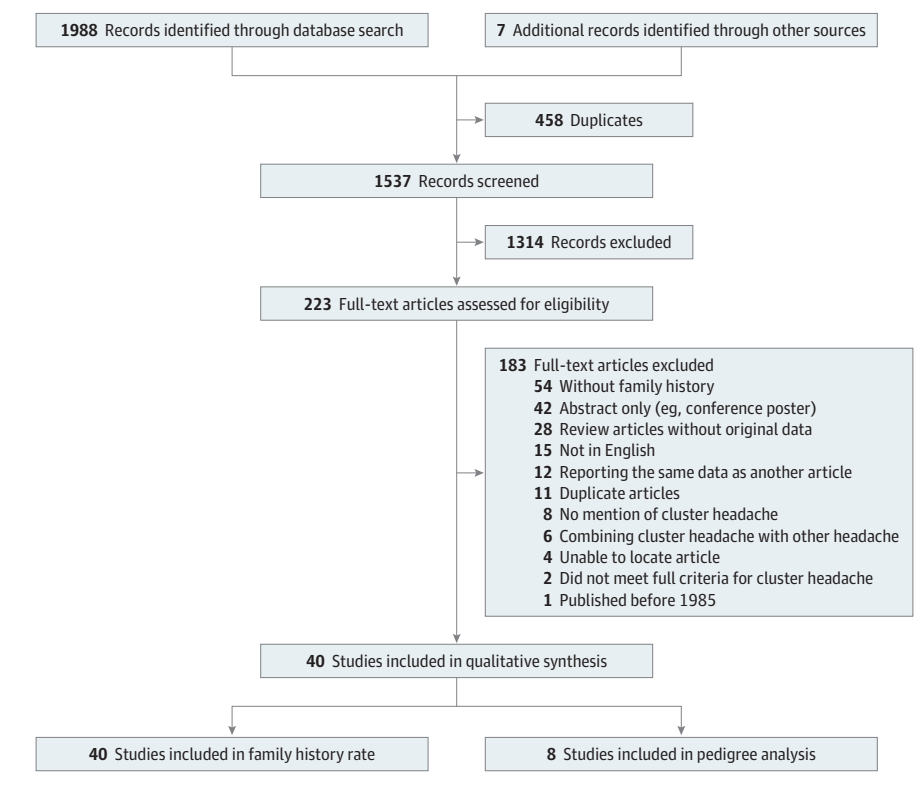 1988 Records identified through database search
7 Additional records identified through other sources
458 Duplicates
1537 Records screened
1314 Records excluded
223 Full-text articles assessed for eligibility
183 Full-text articles excluded
54 Without family history
42 Abstract only (eg, conference poster)
28 Review articles without original data
15 Not in English
12 Reporting the same data as another article
11 Duplicate articles
8 No mention of cluster headache
6 Combining cluster headache with other headache
4 Unable to locate article
2 Did not meet full criteria for cluster headache
1 Published before 1985
40 Studies included in qualitative synthesis
40 Studies included in family history rate
8 Studies included in pedigree analysis